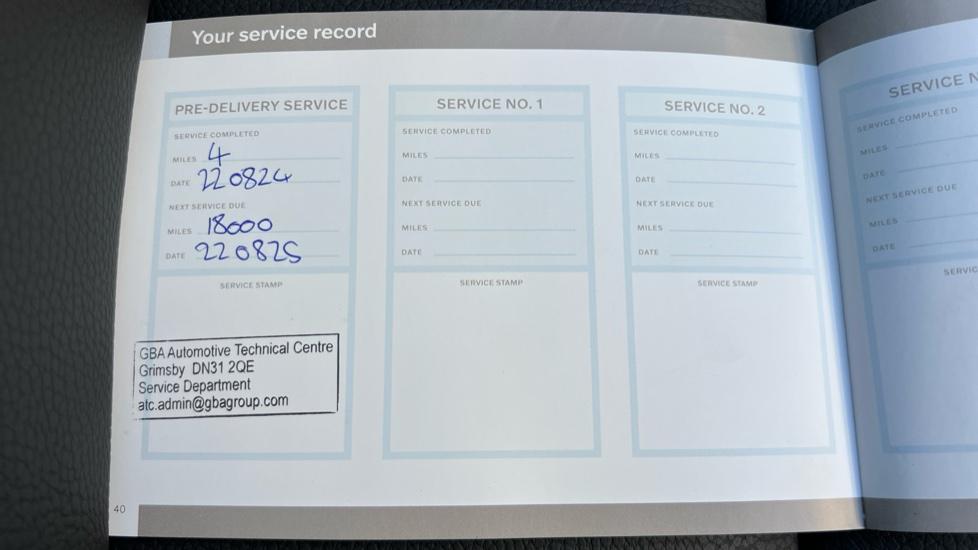 Your service record
PRE-DELIVERY SERVICE
SERVICE COMPLETED
MILES 4
DATE 220824
NEXT SERVICE DUE
MILES 18000
DATE 220825
SERVICE STAMP
GBA Automotive Technical Centre
Grimsby DN31 2QE
Service Department
atc.admin@gbagroup.com
SERVICE NO. 1
SERVICE COMPLETED
MILES
DATE
NEXT SERVICE DUE
MILES
DATE
SERVICE STAMP
SERVICE NO. 2
SERVICE COMPLETED
MILES
DATE
NEXT SERVICE DUE
MILES
DATE
SERVICE STAMP
SERVICE N
SERVICE COMPLETED
MILES
DATE
NEXT SERVICE DUE
MILES
DATE
SERVIC
40